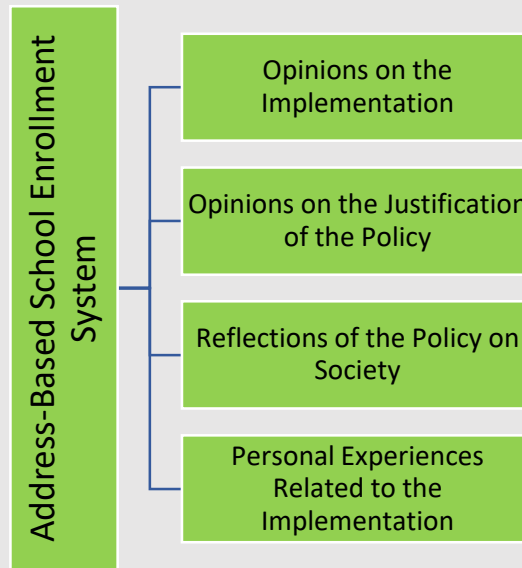 Address-Based School Enrollment
System
Opinions on the
Implementation
Opinions on the Justification
of the Policy
Reflections of the Policy on
Society
Personal Experiences
Related to the
Implementation